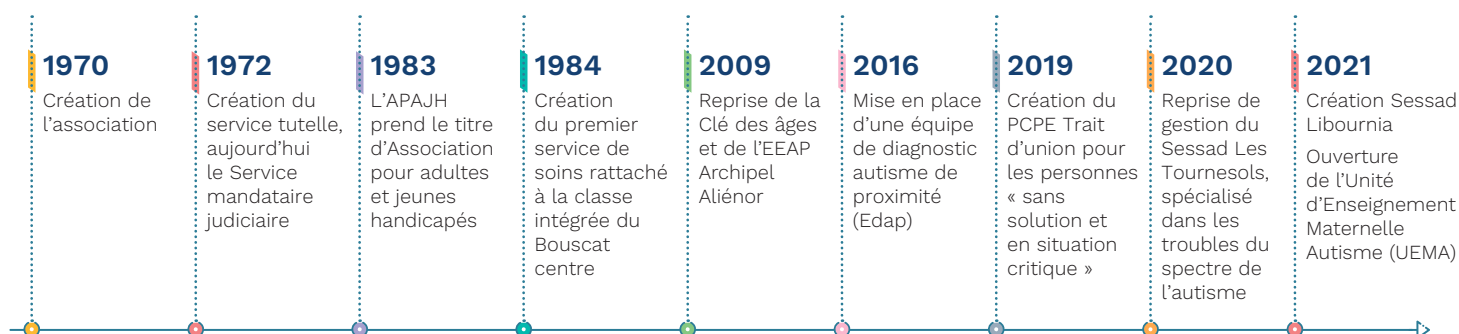 1970
Création de
l'association
1972
Création du
service tutelle,
aujourd'hui
le Service
mandataire
judiciaire
1983
L'APAJH
prend le titre
d'Association
pour adultes
et jeunes
handicapés
1984
Création
du premier
service de
soins rattaché
à la classe
intégrée du
Bouscat
centre
2009
Reprise de la
Clé des âges
et de l'EEAP
Archipel
Aliénor
2016
Mise en place
d'une équipe
de diagnostic
autisme de
proximité
(Edap)
2019
Création du
PCPE Trait
d'union pour
les personnes
« sans
solution et
en situation
critique »
2020
Reprise de
gestion du
Sessad Les
Tournesols,
spécialisé
dans les
troubles du
spectre de
l'autisme
2021
Création Sessad
Libournia
Ouverture
de l'Unité
d'Enseignement
Maternelle
Autisme (UEMA)